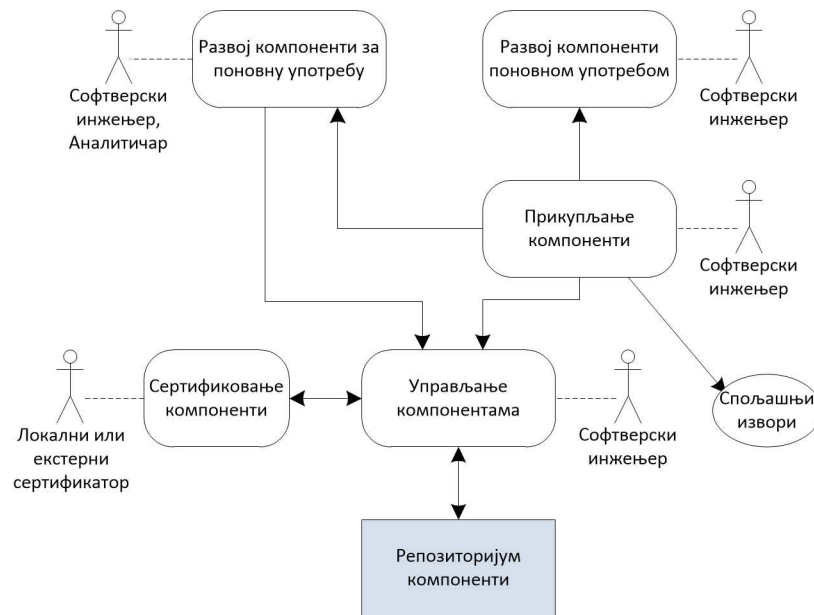 Развој компоненти за
поновну употребу
Развој компоненти
поновном употребом
Софтверски
инжењер,
Аналитичар
Софтверски
инжењер
Прикупљање
компоненти
Софтверски
инжењер
Сертификовање
компоненти
Управљање
компонентама
Спољашњи
извори
Локални или
екстерни
сертификатор
Софтверски
инжењер
Репозиторијум
компоненти